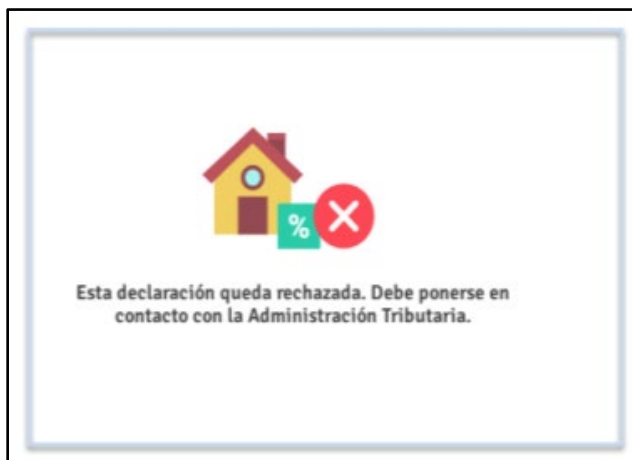 %
Esta declaración queda rechazada. Debe ponerse en
contacto con la Administración Tributaria.